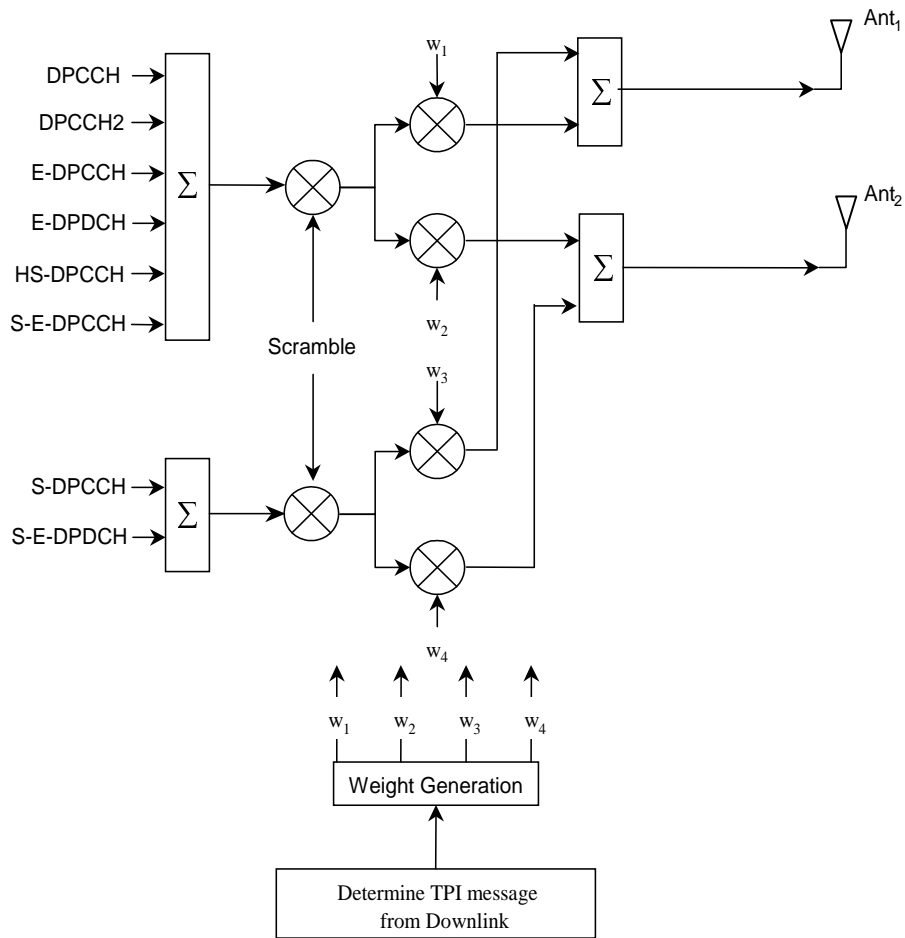 Ant1
w1
DPCCH
DPCCH2
E-DPCCH
E-DPDCH
HS-DPCCH
S-E-DPCCH
Σ
Σ
Ant2
Σ
w2
Scramble
w3
S-DPCCH
S-E-DPDCH
Σ
w4
w1 w2 w3 w4
Weight Generation
Determine TPI message
from Downlink